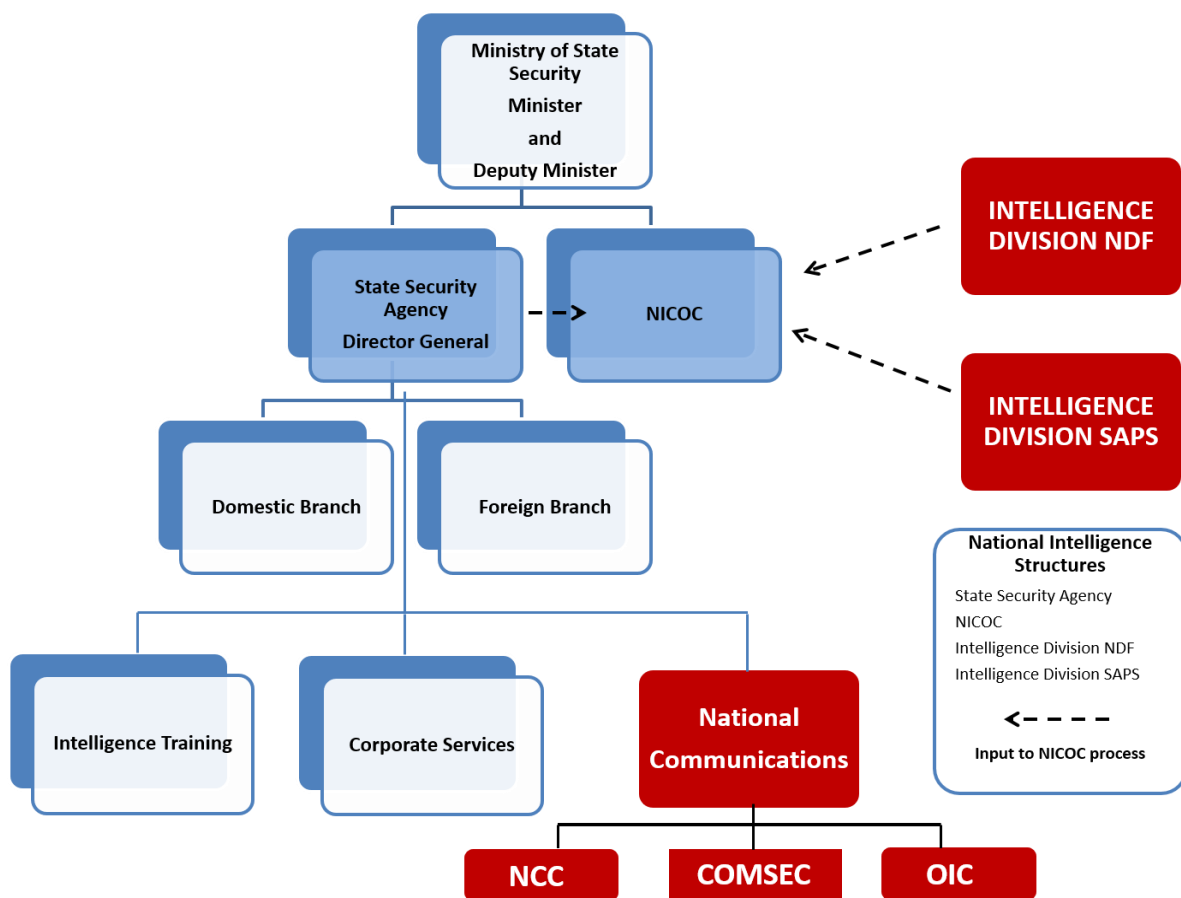 Ministry of State
Security
Minister
and
Deputy Minister
INTELLIGENCE
DIVISION NDF
State Security
Agency
Director General
NICOC
INTELLIGENCE
DIVISION SAPS
Domestic Branch
Foreign Branch
National Intelligence
Structures
State Security Agency
NICOC
Intelligence Division NDF
Intelligence Division SAPS
Input to NICOC process
Intelligence Training
Corporate Services
National
Communications
NCC
COMSEC
OIC